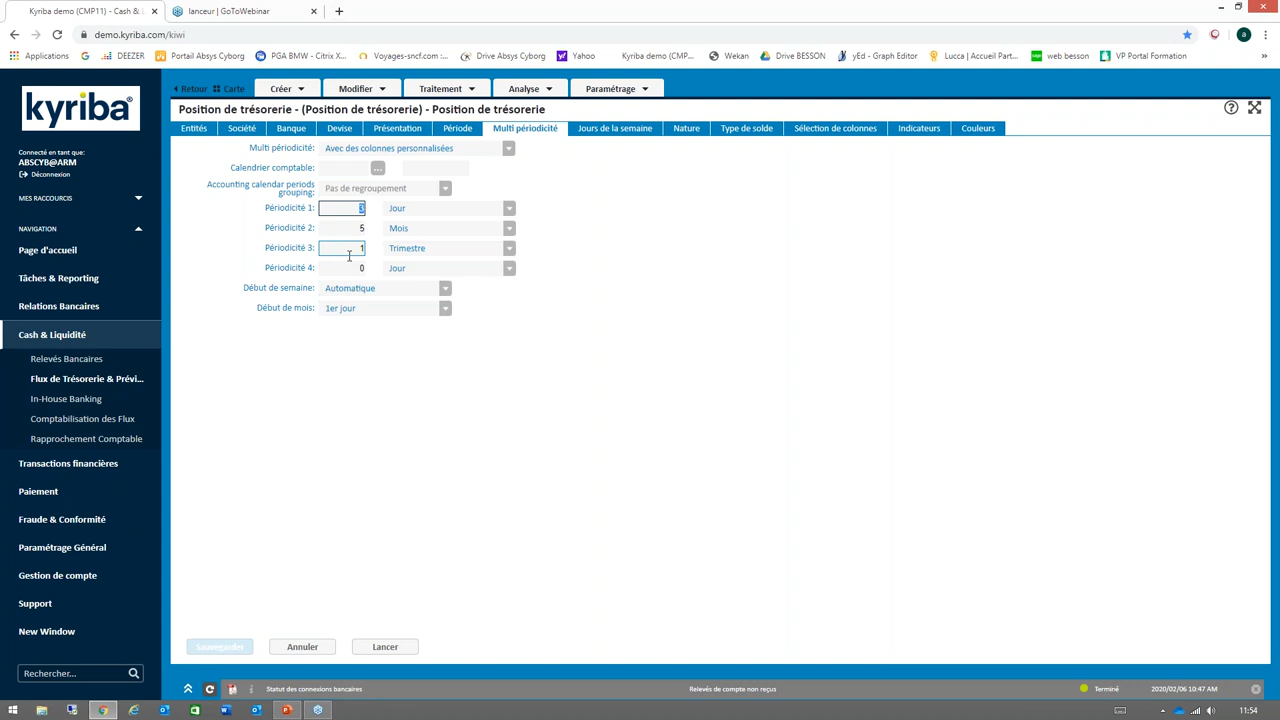 Kyriba demo (CMP11) - Cash & L
lanceur | GoToWebinar
demo.kyriba.com/kiwi
Applications
DEEZER
Portail Absys Cyborg
PGA BMW - Citrix X...
Voyages-sncf.com :...
Drive Absys Cyborg
Yahoo
Kyriba demo (CMP...
Wekan
Drive BESSON
yEd - Graph Editor
Lucca | Accueil Part...
web besson
VP Portal Formation
kyriba®
Connecté en tant que:
ABSCYB@ARM
Déconnexion
MES RACCOURCIS
NAVIGATION
Page d'accueil
Tâches & Reporting
Relations Bancaires
Cash & Liquidité
Relevés Bancaires
Flux de Trésorerie & Prévi...
In-House Banking
Comptabilisation des Flux
Rapprochement Comptable
Transactions financières
Paiement
Fraude & Conformité
Paramétrage Général
Gestion de compte
Support
New Window
Rechercher...
Retour
Carte
Créer
Modifier
Traitement
Analyse
Paramétrage
Position de trésorerie - (Position de trésorerie) - Position de trésorerie
Entités
Société
Banque
Devise
Présentation
Période
Multi périodicité
Jours de la semaine
Nature
Type de solde
Sélection de colonnes
Indicateurs
Couleurs
Multi périodicité: Avec des colonnes personnalisées
Calendrier comptable: ...
Accounting calendar periods grouping: Pas de regroupement
Périodicité 1: 3 Jour
Périodicité 2: 5 Mois
Périodicité 3: 1 Trimestre
Périodicité 4: 0 Jour
Début de semaine: Automatique
Début de mois: 1er jour
Sauvegarder
Annuler
Lancer
Statut des connexions bancaires
Relevés de compte non reçus
Terminé
2020/02/06 10:47 AM
11:54